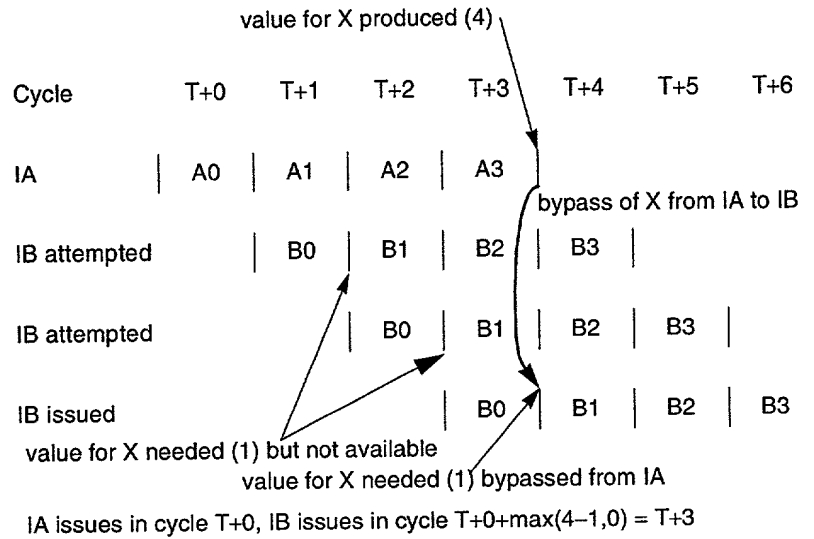 value for X produced (4)
Cycle T+0 T+1 T+2 T+3 T+4 T+5 T+6
IA A0 A1 A2 A3
bypass of X from IA to IB
IB attempted B0 B1 B2 B3
IB attempted B0 B1 B2 B3
IB issued B0 B1 B2 B3
value for X needed (1) but not available
value for X needed (1) bypassed from IA
IA issues in cycle T+0, IB issues in cycle T+0+max(4–1,0) = T+3